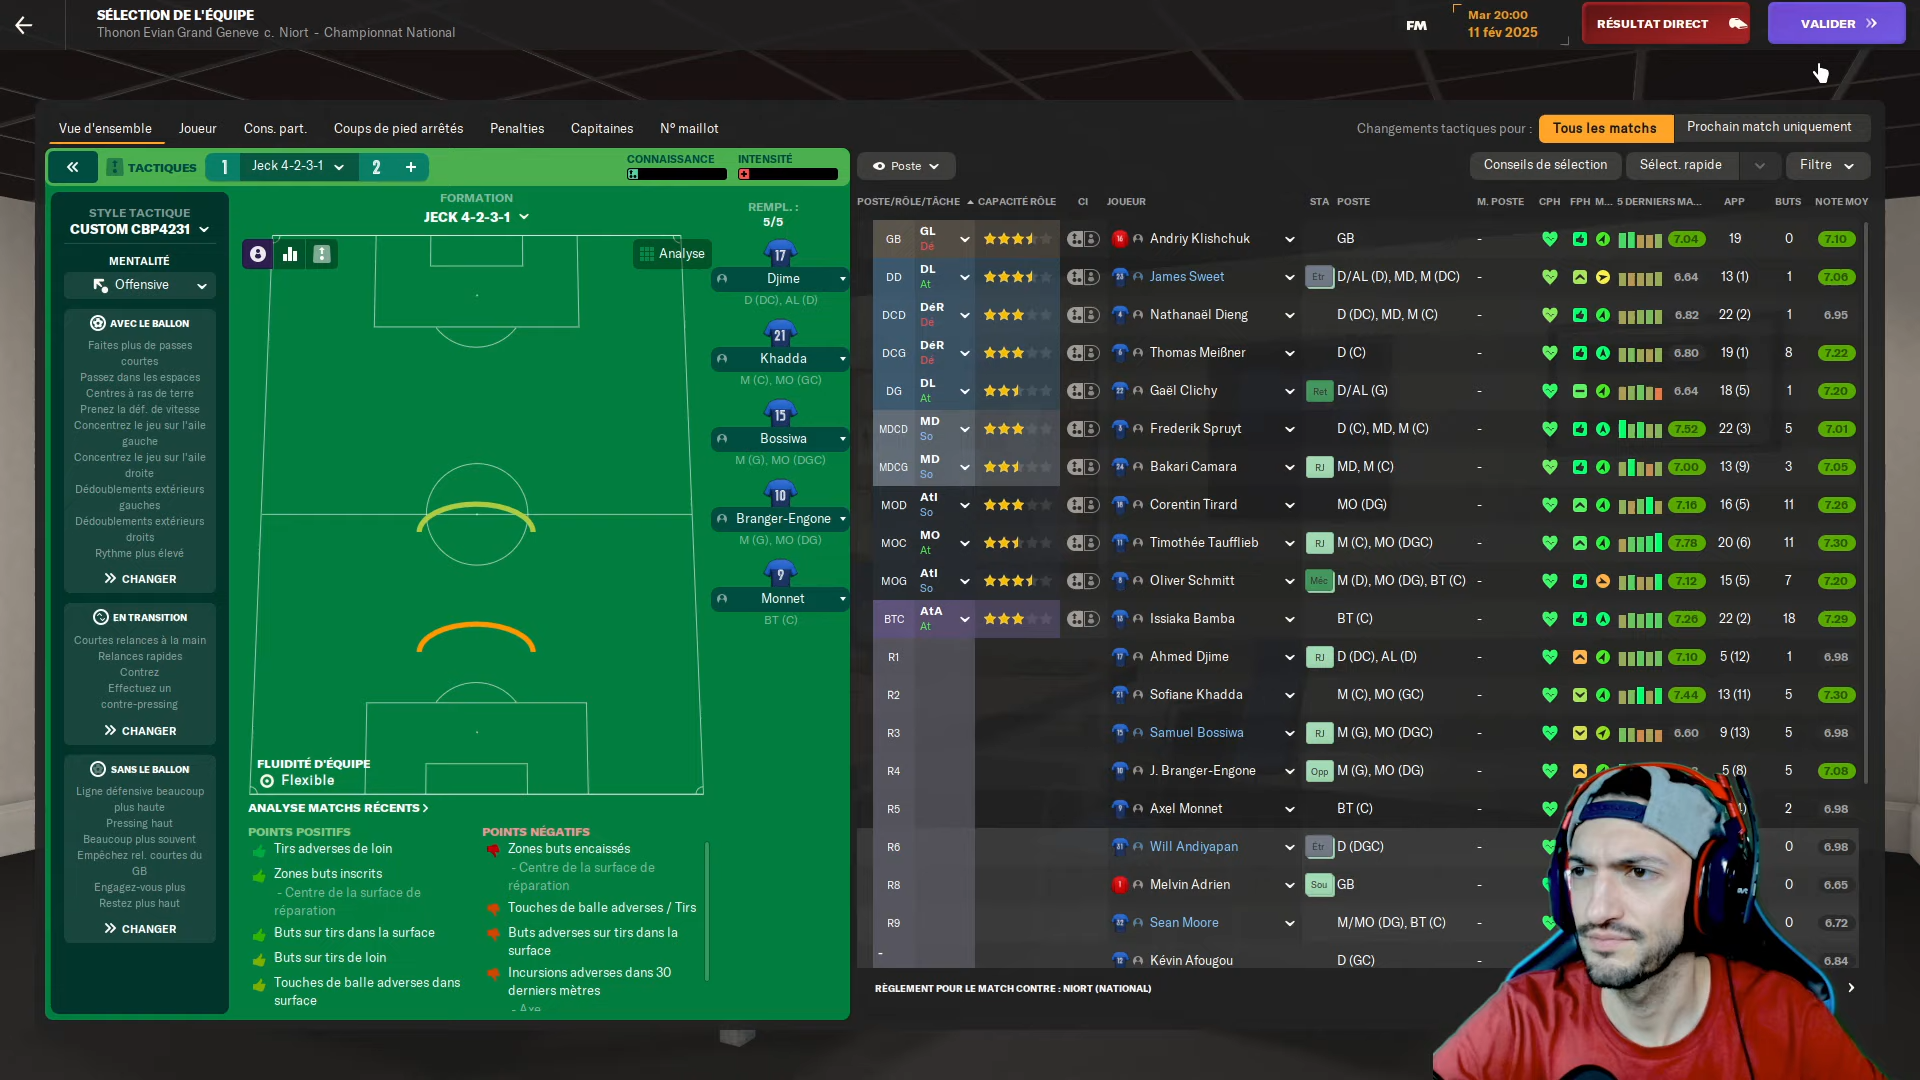 SÉLECTION DE L'ÉQUIPE
Thonon Evian Grand Geneve c. Niort - Championnat National
FM
Mar 20:00
11 fév 2025
RÉSULTAT DIRECT
VALIDER
Vue d'ensemble
Joueur
Cons. part.
Coups de pied arrêtés
Penalties
Capitaines
N° maillot
Changements tactiques pour :
Tous les matchs
Prochain match uniquement
TACTIQUES
1
Jeck 4-2-3-1
2
+
CONNAISSANCE
INTENSITÉ
STYLE TACTIQUE
CUSTOM CBP4231
MENTALITÉ
Offensive
AVEC LE BALLON
Faites plus de passes
courtes
Passez dans les espaces
Centres à ras de terre
Prenez la déf. de vitesse
Concentrez le jeu sur l'aile
gauche
Concentrez le jeu sur l'aile
droite
Dédoublements extérieurs
gauches
Dédoublements extérieurs
droits
Rythme plus élevé
CHANGER
EN TRANSITION
Courtes relances à la main
Relances rapides
Contrez
Effectuez un
contre-pressing
CHANGER
SANS LE BALLON
Ligne défensive beaucoup
plus haute
Pressing haut
Beaucoup plus souvent
Empêchez rel. courtes du
GB
Engagez-vous plus
Restez plus haut
CHANGER
FORMATION
JECK 4-2-3-1
Analyse
REMPL. :
5/5
17
Djime
D (DC), AL (D)
21
Khadda
M (C), MO (GC)
15
Bossiwa
M (G), MO (DGC)
10
Branger-Engone
M (G), MO (DG)
9
Monnet
BT (C)
FLUIDITÉ D'ÉQUIPE
Flexible
ANALYSE MATCHS RÉCENTS
POINTS POSITIFS
Tirs adverses de loin
Zones buts inscrits
- Centre de la surface de
réparation
Buts sur tirs dans la surface
Buts sur tirs de loin
Touches de balle adverses dans
surface
POINTS NÉGATIFS
Zones buts encaissés
- Centre de la surface de
réparation
Touches de balle adverses / Tirs
Buts adverses sur tirs dans la
surface
Incursions adverses dans 30
derniers mètres
- Axe
Poste
Conseils de sélection
Sélect. rapide
Filtre
POSTE/RÔLE/TÂCHE CAPACITÉ RÔLE CI JOUEUR STA POSTE M. POSTE CPH FPH M... 5 DERNIERS MA... APP BUTS NOTE MOY
GB GL Dé Andriy Klishchuk GB - 7.04 19 0 7.10
DD DL At James Sweet Etr D/AL (D), MD, M (DC) - 6.64 13 (1) 1 7.06
DCD DéR Dé Nathanaël Dieng D (DC), MD, M (C) - 6.82 22 (2) 1 6.95
DCG DéR Dé Thomas Meißner D (C) - 6.80 19 (1) 8 7.22
DG DL At Gaël Clichy Ret D/AL (G) - 6.64 18 (5) 1 7.20
MDCD MD So Frederik Spruyt D (C), MD, M (C) - 7.52 22 (3) 5 7.01
MDCG MD So Bakari Camara RJ MD, M (C) - 7.00 13 (9) 3 7.05
MOD AtI So Corentin Tirard MO (DG) - 7.16 16 (5) 11 7.26
MOC MO At Timothée Taufflieb RJ M (C), MO (DGC) - 7.78 20 (6) 11 7.30
MOG AtI So Oliver Schmitt Méc M (D), MO (DG), BT (C) - 7.12 15 (5) 7 7.20
BTC AtA At Issiaka Bamba BT (C) - 7.26 22 (2) 18 7.29
R1 Ahmed Djime RJ D (DC), AL (D) - 7.10 5 (12) 1 6.98
R2 Sofiane Khadda M (C), MO (GC) - 7.44 13 (11) 5 7.30
R3 Samuel Bossiwa RJ M (G), MO (DGC) - 6.60 9 (13) 5 6.98
R4 J. Branger-Engone Opp M (G), MO (DG) - 5 (8) 5 7.08
R5 Axel Monnet BT (C) - 2 6.98
R6 Will Andiyapan Etr D (DGC) - 0 6.98
R8 Melvin Adrien Sou GB - 0 6.65
R9 Sean Moore M/MO (DG), BT (C) - 0 6.72
- Kévin Afougou D (GC) - 6.84
RÈGLEMENT POUR LE MATCH CONTRE : NIORT (NATIONAL)